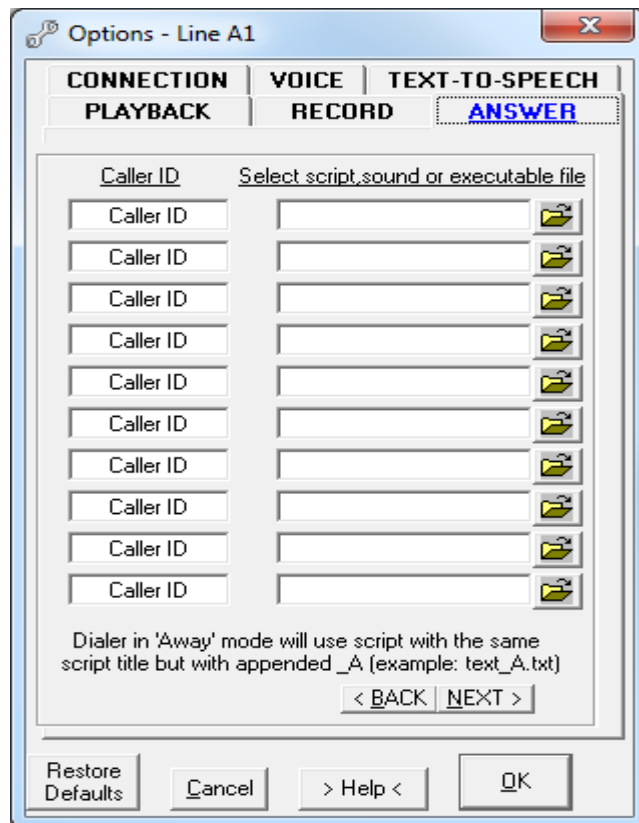 Options - Line A1
CONNECTION VOICE TEXT-TO-SPEECH
PLAYBACK RECORD ANSWER
Caller ID Select script,sound or executable file
Caller ID
Caller ID
Caller ID
Caller ID
Caller ID
Caller ID
Caller ID
Caller ID
Caller ID
Caller ID
Dialer in 'Away' mode will use script with the same
script title but with appended _A (example: text_A.txt)
< BACK NEXT >
Restore
Defaults
Cancel > Help < OK